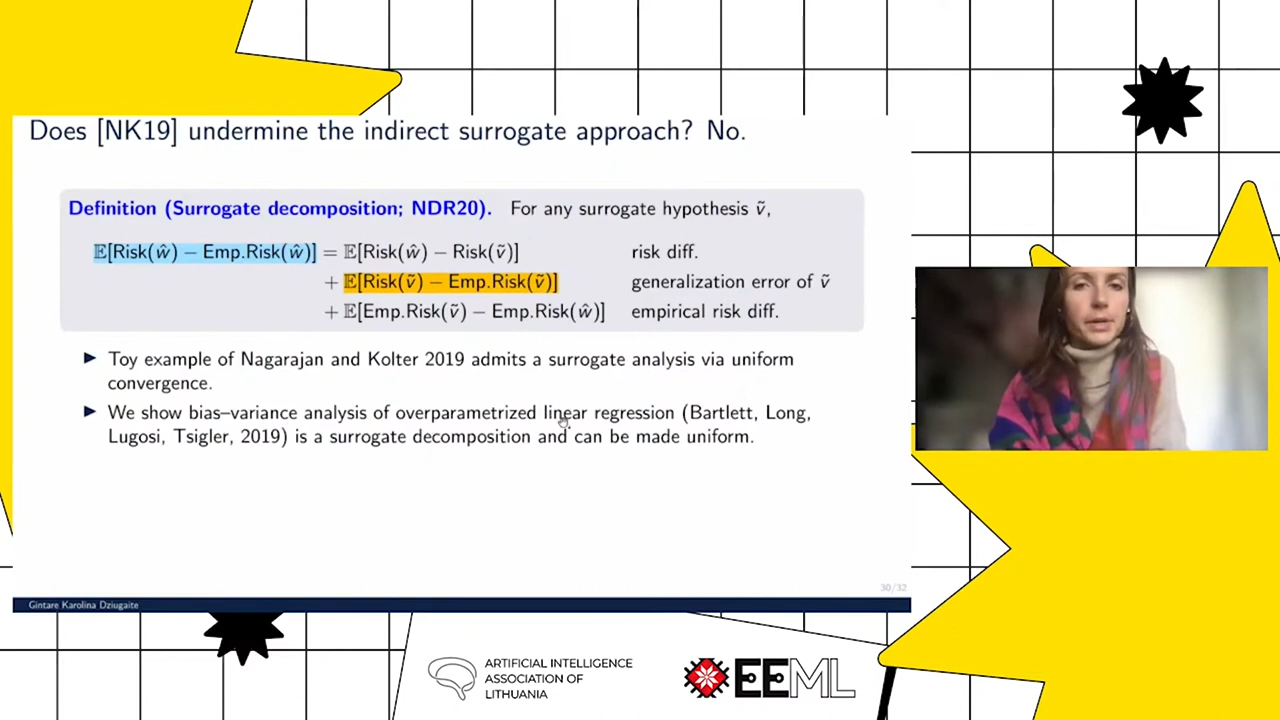 Does [NK19] undermine the indirect surrogate approach? No.
Definition (Surrogate decomposition; NDR20). For any surrogate hypothesis ṽ,
𝔼[Risk(ŵ) − Emp.Risk(ŵ)] = 𝔼[Risk(ŵ) − Risk(ṽ)] risk diff.
+ 𝔼[Risk(ṽ) − Emp.Risk(ṽ)] generalization error of ṽ
+ 𝔼[Emp.Risk(ṽ) − Emp.Risk(ŵ)] empirical risk diff.
▶ Toy example of Nagarajan and Kolter 2019 admits a surrogate analysis via uniform
convergence.
▶ We show bias–variance analysis of overparametrized linear regression (Bartlett, Long,
Lugosi, Tsigler, 2019) is a surrogate decomposition and can be made uniform.
30/32
Gintare Karolina Dziugaite
ARTIFICIAL INTELLIGENCE
ASSOCIATION OF
LITHUANIA
EEML